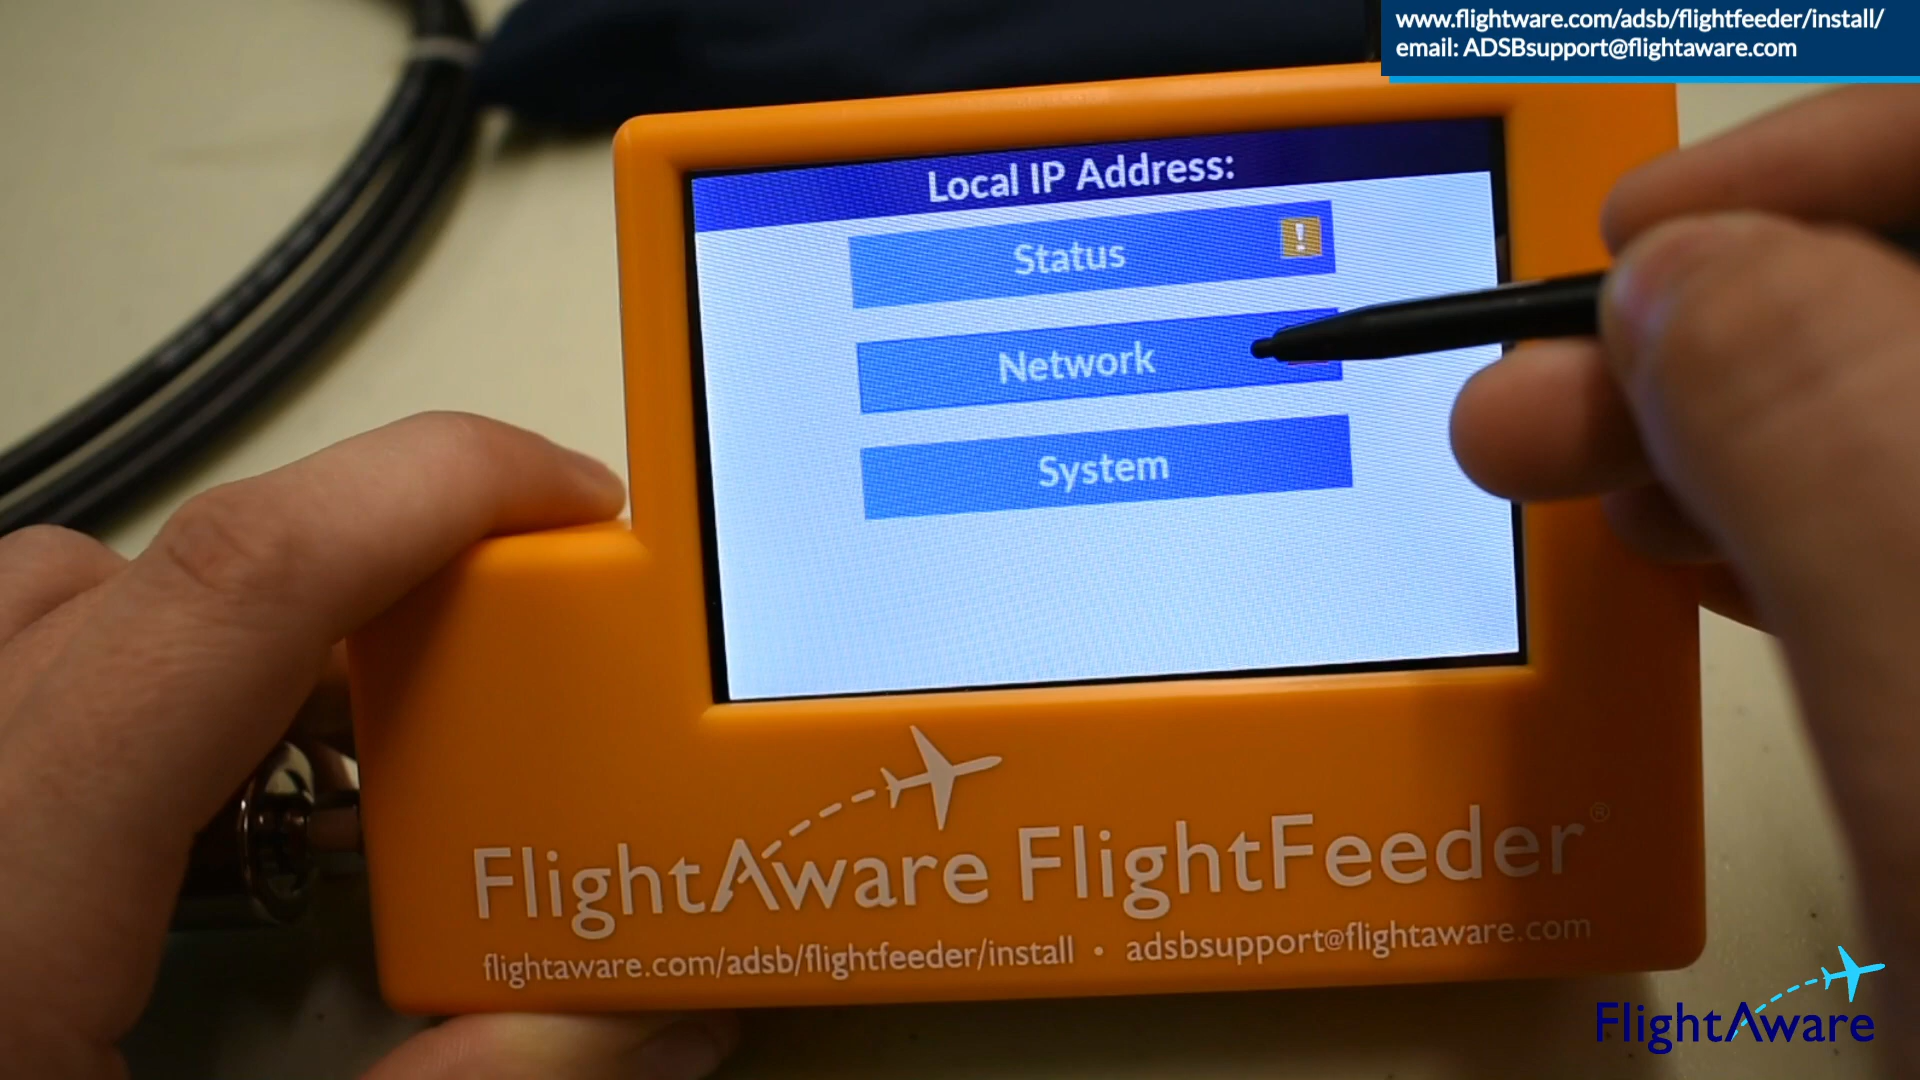 www.flightware.com/adsb/flightfeeder/install/
email: ADSBsupport@flightaware.com
Local IP Address:
Status
!
Network
System
FlightAware FlightFeeder®
flightaware.com/adsb/flightfeeder/install • adsbsupport@flightaware.com
FlightAware